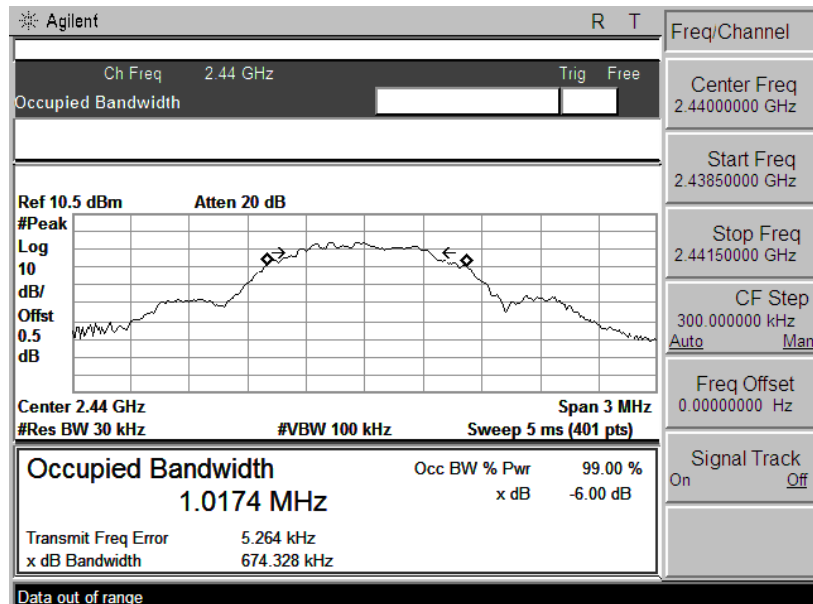 Agilent R T
Ch Freq 2.44 GHz Trig Free
Occupied Bandwidth
Ref 10.5 dBm Atten 20 dB
#Peak
Log
10
dB/
Offst
0.5
dB
Center 2.44 GHz Span 3 MHz
#Res BW 30 kHz #VBW 100 kHz Sweep 5 ms (401 pts)
Occupied Bandwidth Occ BW % Pwr 99.00 %
1.0174 MHz x dB -6.00 dB
Transmit Freq Error 5.264 kHz
x dB Bandwidth 674.328 kHz
Data out of range
Freq/Channel
Center Freq
2.44000000 GHz
Start Freq
2.43850000 GHz
Stop Freq
2.44150000 GHz
CF Step
300.000000 kHz
Auto Man
Freq Offset
0.00000000 Hz
Signal Track
On Off